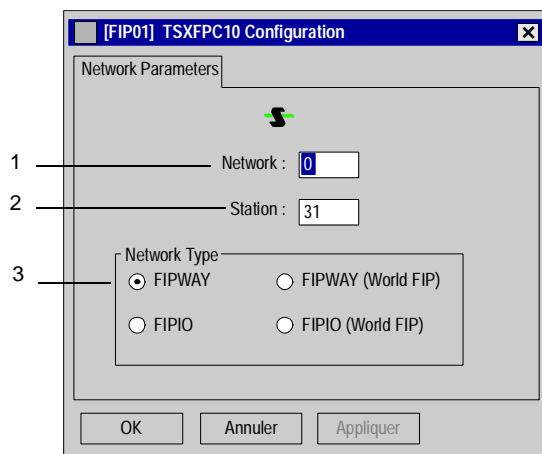 [FIP01] TSXFPC10 Configuration
Network Parameters
1 Network : 0
2 Station : 31
Network Type
3 FIPWAY FIPWAY (World FIP)
FIPIO FIPIO (World FIP)
OK Annuler Appliquer